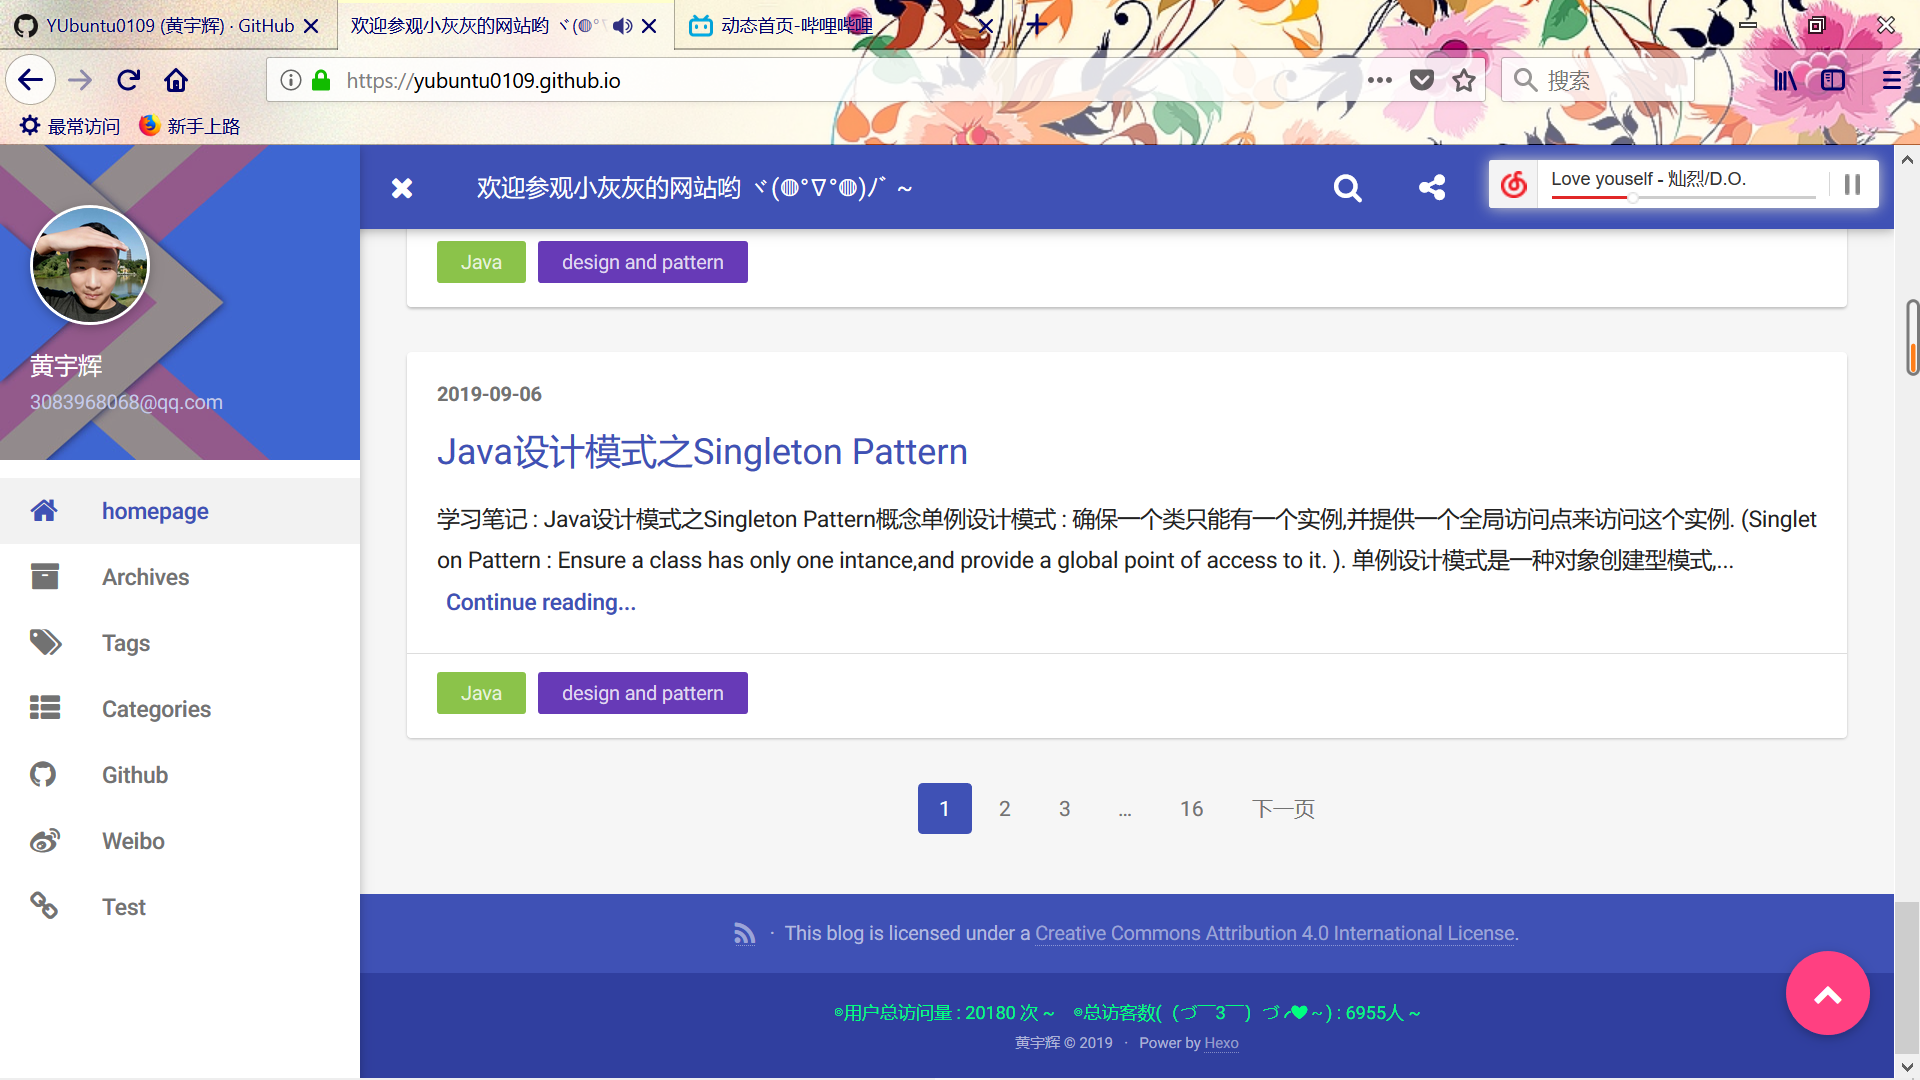 YUbuntu0109 (黄宇辉) · GitHub
欢迎参观小灰灰的网站哟 ヾ(◍°
动态首页-哔哩哔哩
https://yubuntu0109.github.io
搜索
最常访问
新手上路
欢迎参观小灰灰的网站哟 ヾ(◍°∇°◍)ﾉﾞ ~
Love youself - 灿烈/D.O.
黄宇辉
3083968068@qq.com
homepage
Archives
Tags
Categories
Github
Weibo
Test
Java
design and pattern
2019-09-06
Java设计模式之Singleton Pattern
学习笔记 : Java设计模式之Singleton Pattern概念单例设计模式 : 确保一个类只能有一个实例,并提供一个全局访问点来访问这个实例. (Singlet
on Pattern : Ensure a class has only one intance,and provide a global point of access to it. ). 单例设计模式是一种对象创建型模式,...
Continue reading...
Java
design and pattern
1 2 3 … 16 下一页
· This blog is licensed under a Creative Commons Attribution 4.0 International License.
⌾用户总访问量 : 20180 次 ~ ⌾总访客数(（づ￣3￣）づ╭❤～) : 6955人 ~
黄宇辉 © 2019 · Power by Hexo